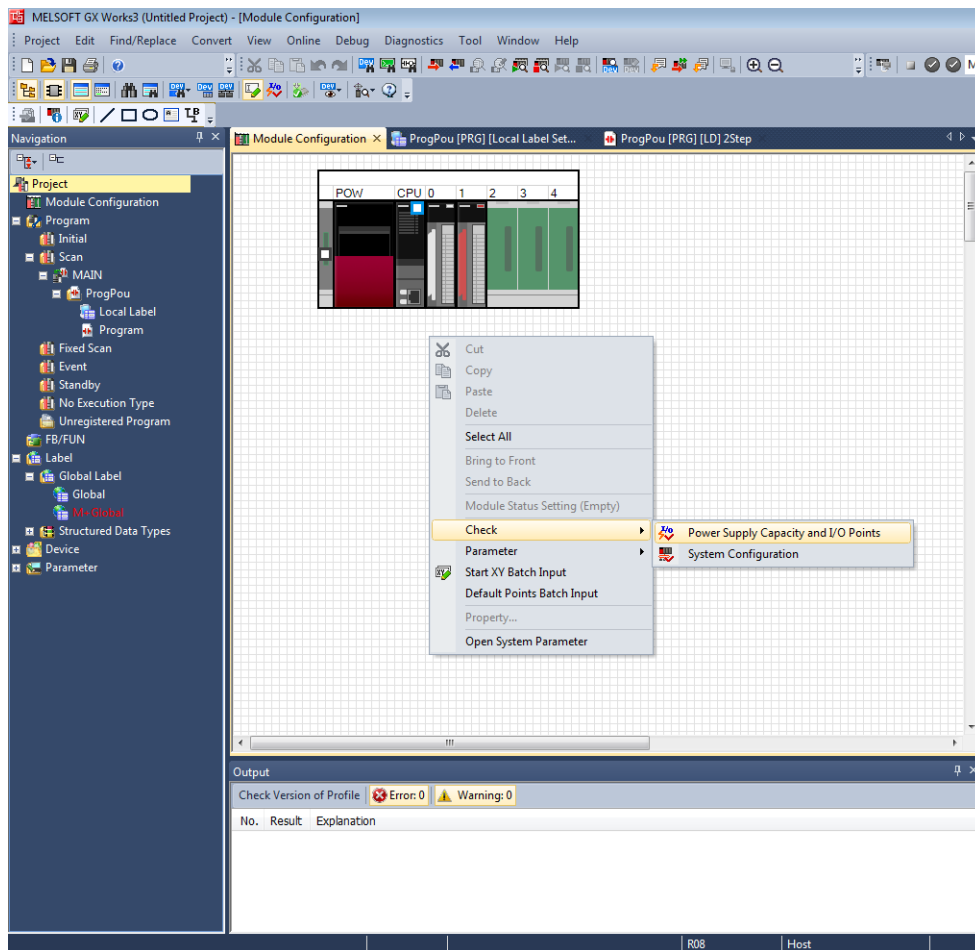 MELSOFT GX Works3 (Untitled Project) - [Module Configuration]
Project Edit Find/Replace Convert View Online Debug Diagnostics Tool Window Help
Navigation
Project
Module Configuration
Program
Initial
Scan
MAIN
ProgPou
Local Label
Program
Fixed Scan
Event
Standby
No Execution Type
Unregistered Program
FB/FUN
Label
Global Label
Global
M+Global
Structured Data Types
Device
Parameter
Module Configuration ProgPou [PRG] [Local Label Set... ProgPou [PRG] [LD] 2Step
POW CPU 0 1 2 3 4
Cut
Copy
Paste
Delete
Select All
Bring to Front
Send to Back
Module Status Setting (Empty)
Check
Parameter
Start XY Batch Input
Default Points Batch Input
Property...
Open System Parameter
Power Supply Capacity and I/O Points
System Configuration
Output
Check Version of Profile Error: 0 Warning: 0
No. Result Explanation
R08 Host